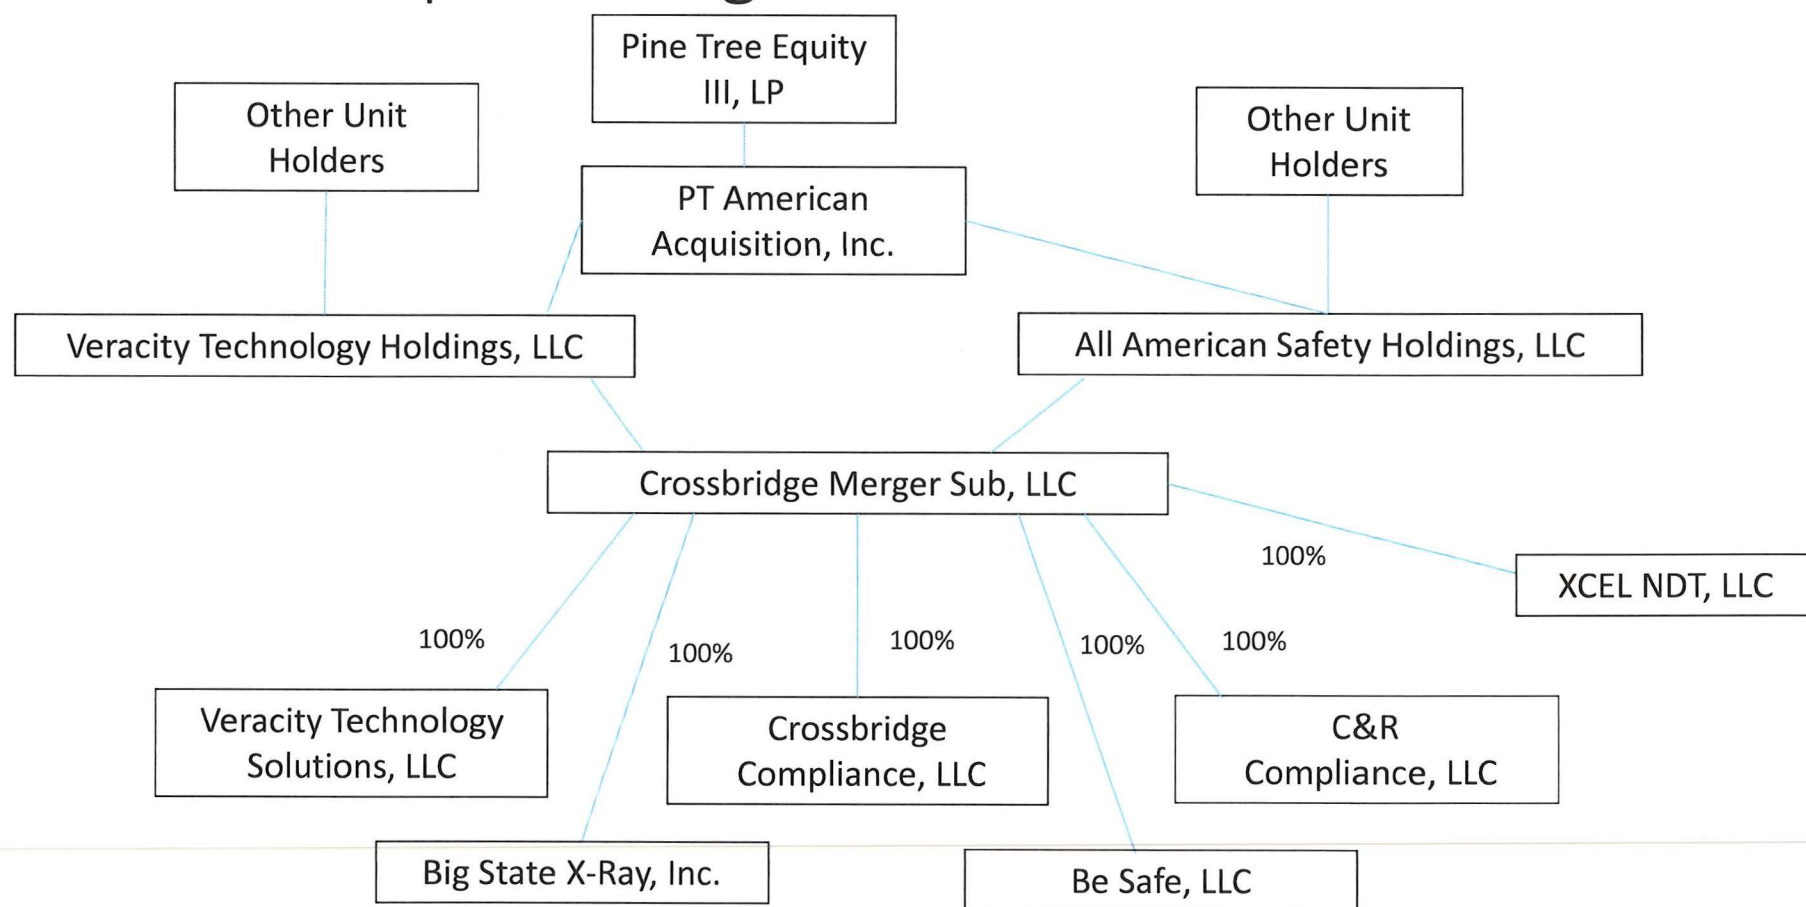 Pine Tree Equity
III, LP
Other Unit
Holders
Other Unit
Holders
PT American
Acquisition, Inc.
Veracity Technology Holdings, LLC
All American Safety Holdings, LLC
Crossbridge Merger Sub, LLC
100%
XCEL NDT, LLC
100%
100%
100%
100%
100%
Veracity Technology
Solutions, LLC
Crossbridge
Compliance, LLC
C&R
Compliance, LLC
Big State X-Ray, Inc.
Be Safe, LLC